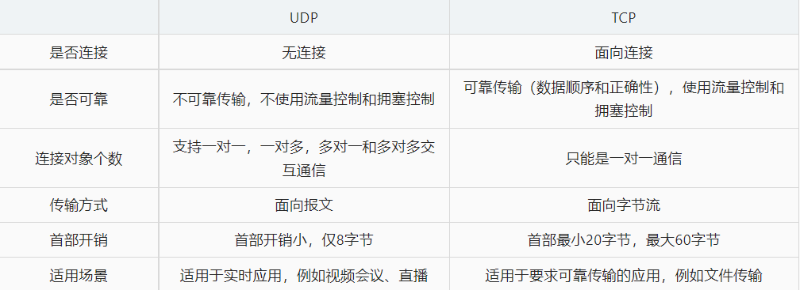 UDP TCP
是否连接 无连接 面向连接
是否可靠 不可靠传输，不使用流量控制和拥塞控制 可靠传输（数据顺序和正确性），使用流量控制和
拥塞控制
连接对象个数 支持一对一，一对多，多对一和多对多交
互通信 只能是一对一通信
传输方式 面向报文 面向字节流
首部开销 首部开销小，仅8字节 首部最小20字节，最大60字节
适用场景 适用于实时应用，例如视频会议、直播 适用于要求可靠传输的应用，例如文件传输